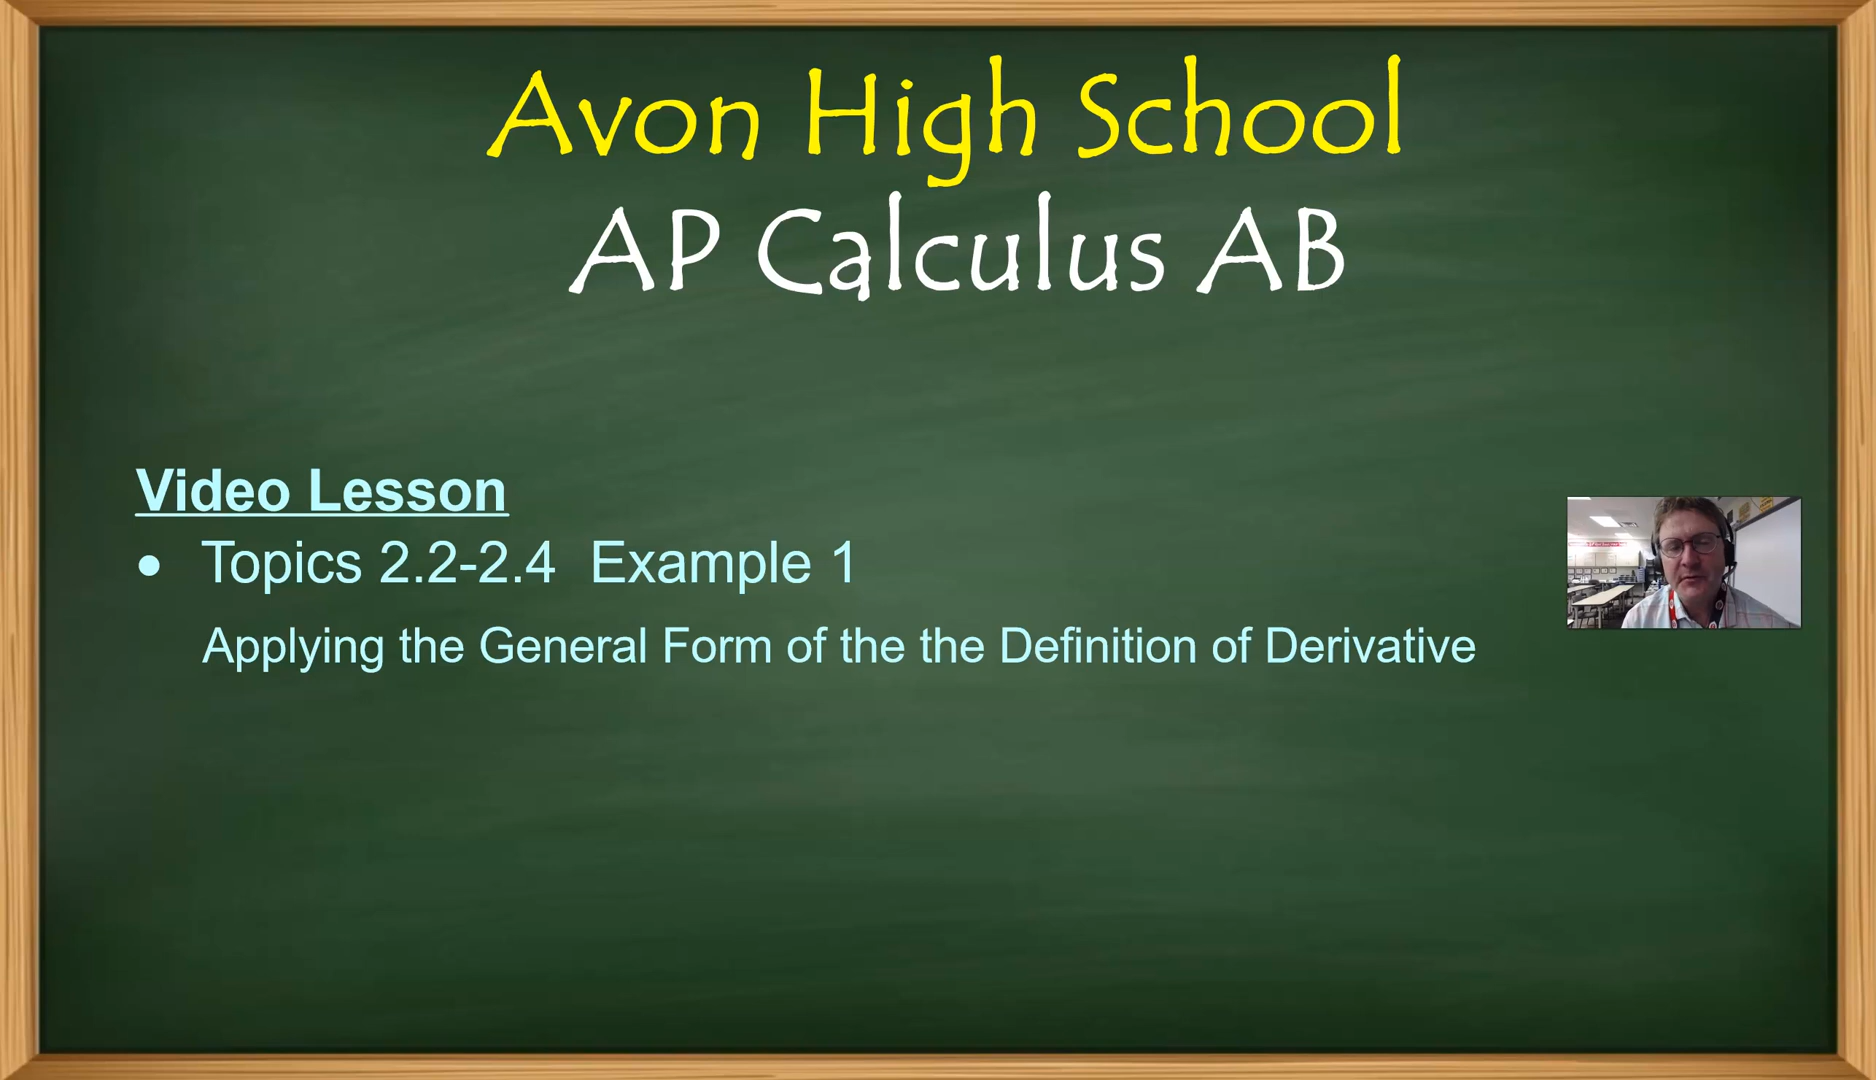 Avon High School
AP Calculus AB
Video Lesson
● Topics 2.2-2.4  Example 1
Applying the General Form of the the Definition of Derivative